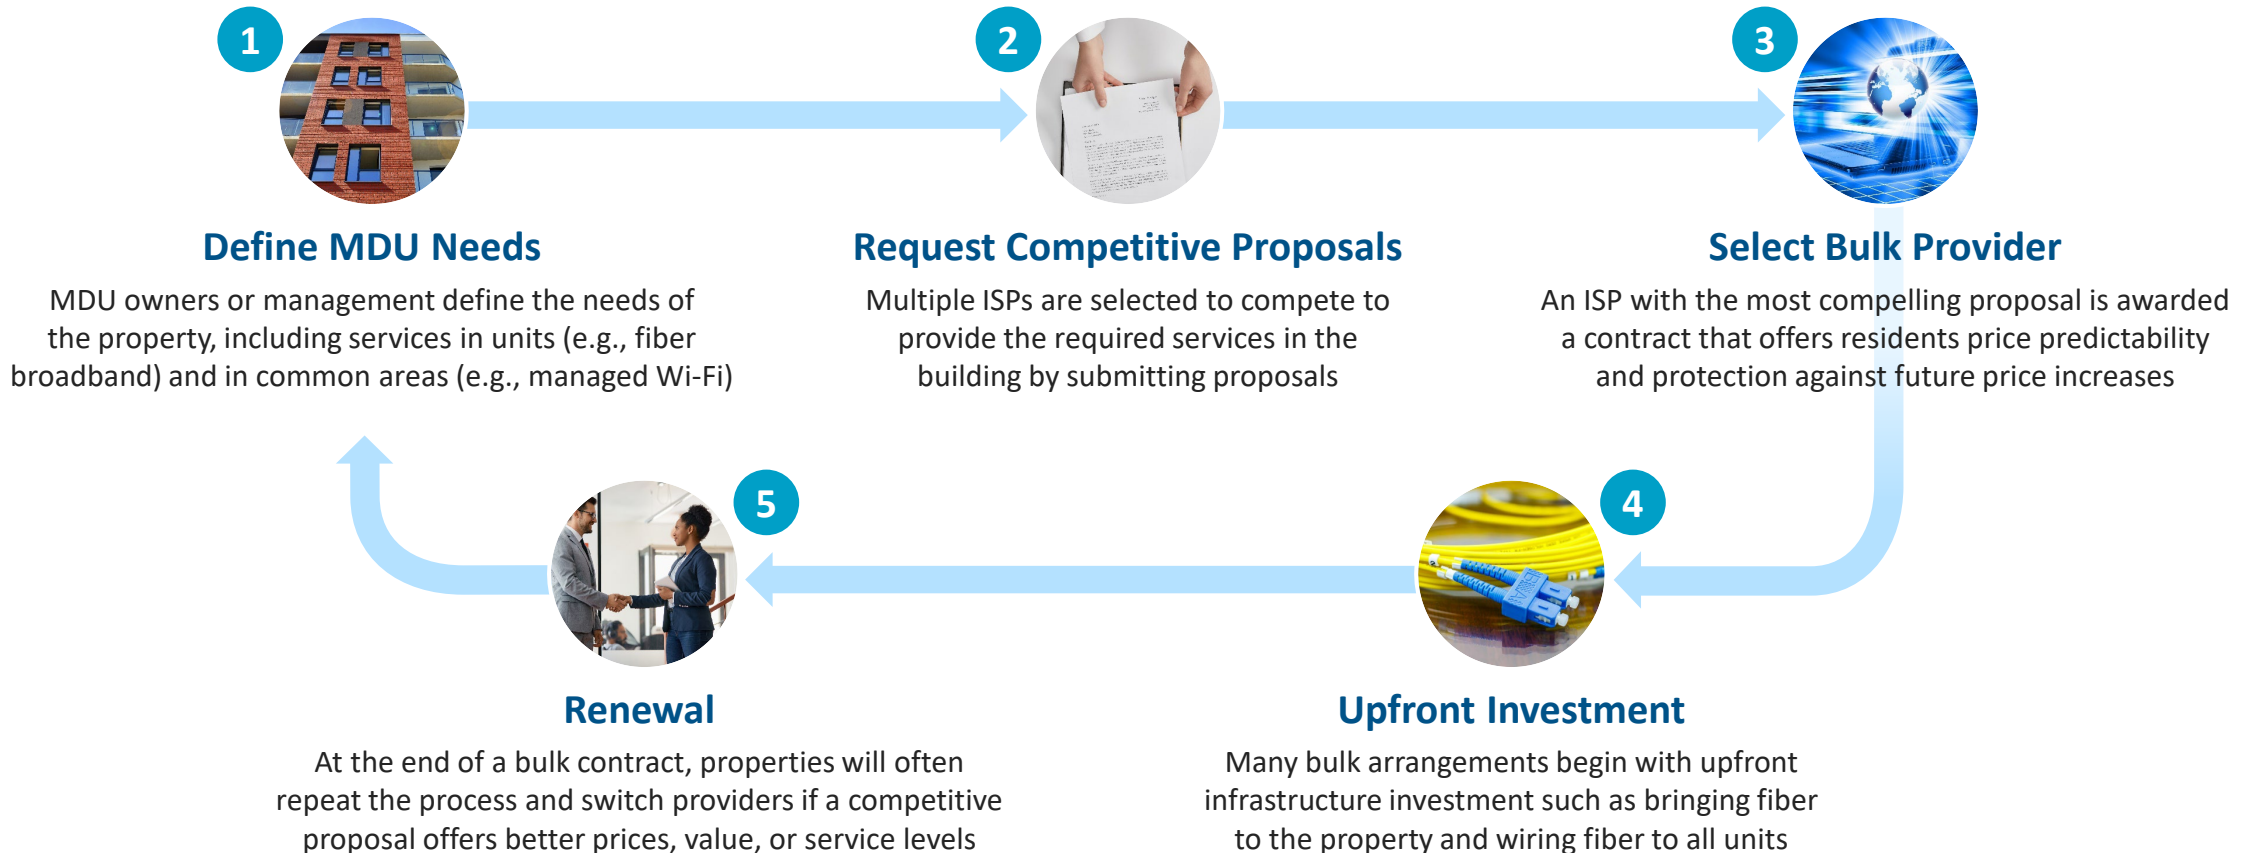 1
Define MDU Needs
MDU owners or management define the needs of
the property, including services in units (e.g., fiber
broadband) and in common areas (e.g., managed Wi-Fi)
2
Request Competitive Proposals
Multiple ISPs are selected to compete to
provide the required services in the
building by submitting proposals
3
Select Bulk Provider
An ISP with the most compelling proposal is awarded
a contract that offers residents price predictability
and protection against future price increases
4
Upfront Investment
Many bulk arrangements begin with upfront
infrastructure investment such as bringing fiber
to the property and wiring fiber to all units
5
Renewal
At the end of a bulk contract, properties will often
repeat the process and switch providers if a competitive
proposal offers better prices, value, or service levels